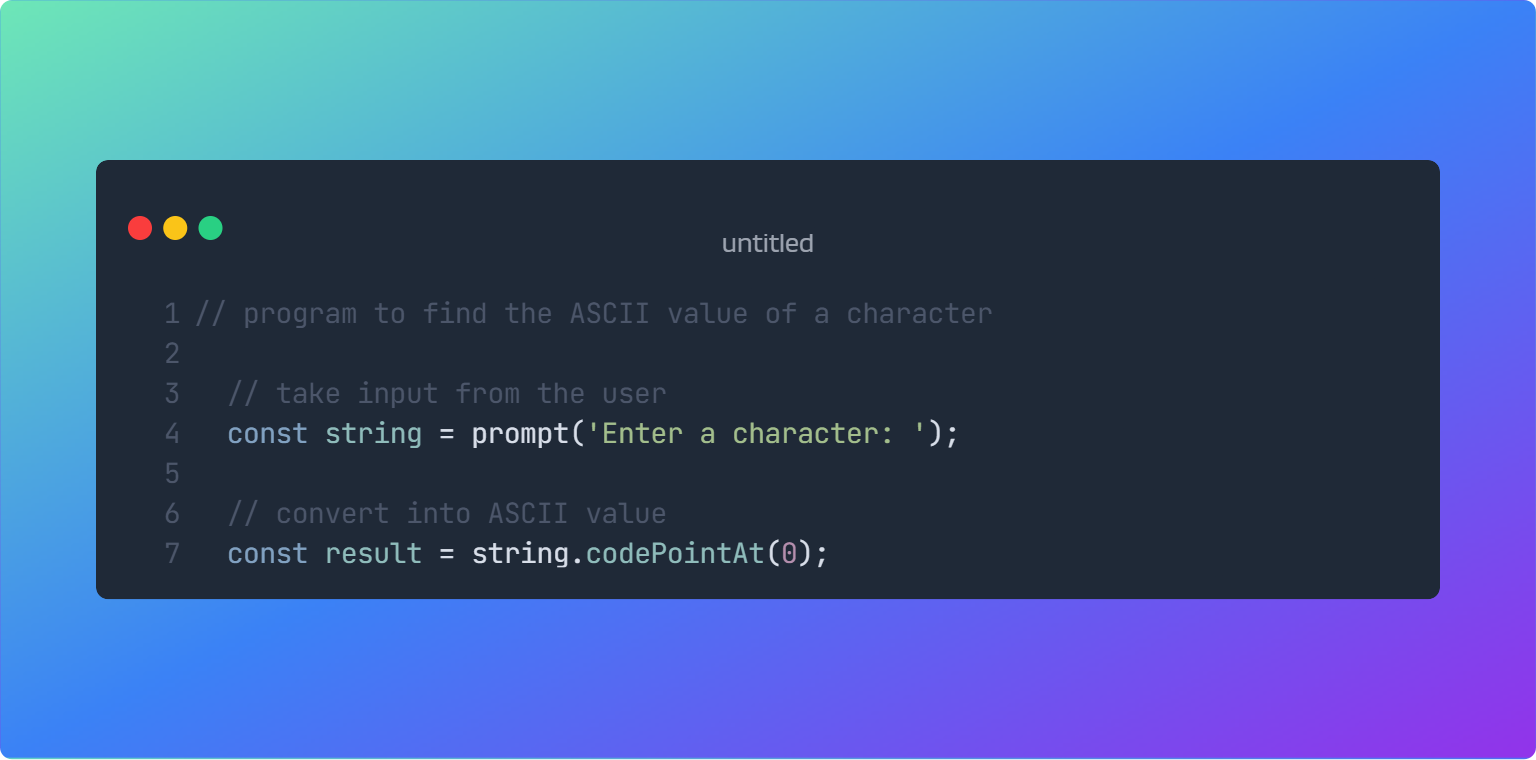 untitled
1 // program to find the ASCII value of a character
2
3 // take input from the user
4 const string = prompt('Enter a character: ');
5
6 // convert into ASCII value
7 const result = string.codePointAt(0);